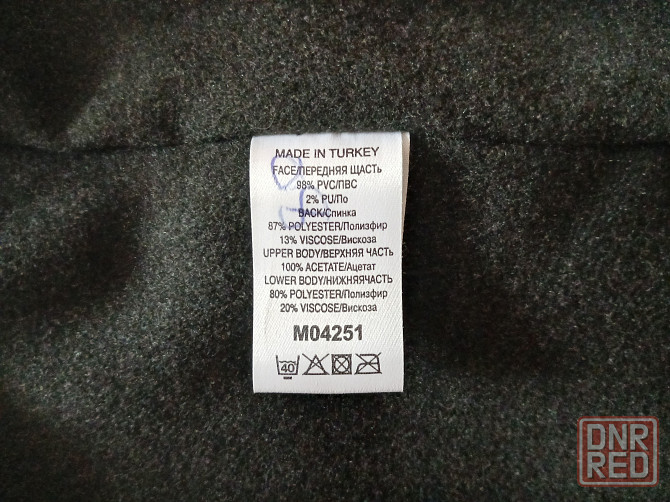 MADE IN TURKEY
FACE/ПЕРЕДНЯЯ ЩАСТЬ
98% PVC/ПВС
2% PU/По
BACK/Спинка
87% POLYESTER/Полизфир
13% VISCOSE/Вискоза
UPPER BODY/ВЕРХНЯЯ ЧАСТЬ
100% ACETATE/Ацетат
LOWER BODY/НИЖНЯЯЧАСТЬ
80% POLYESTER/Полизфир
20% VISCOSE/Вискоза
M04251
40
DNR
RED